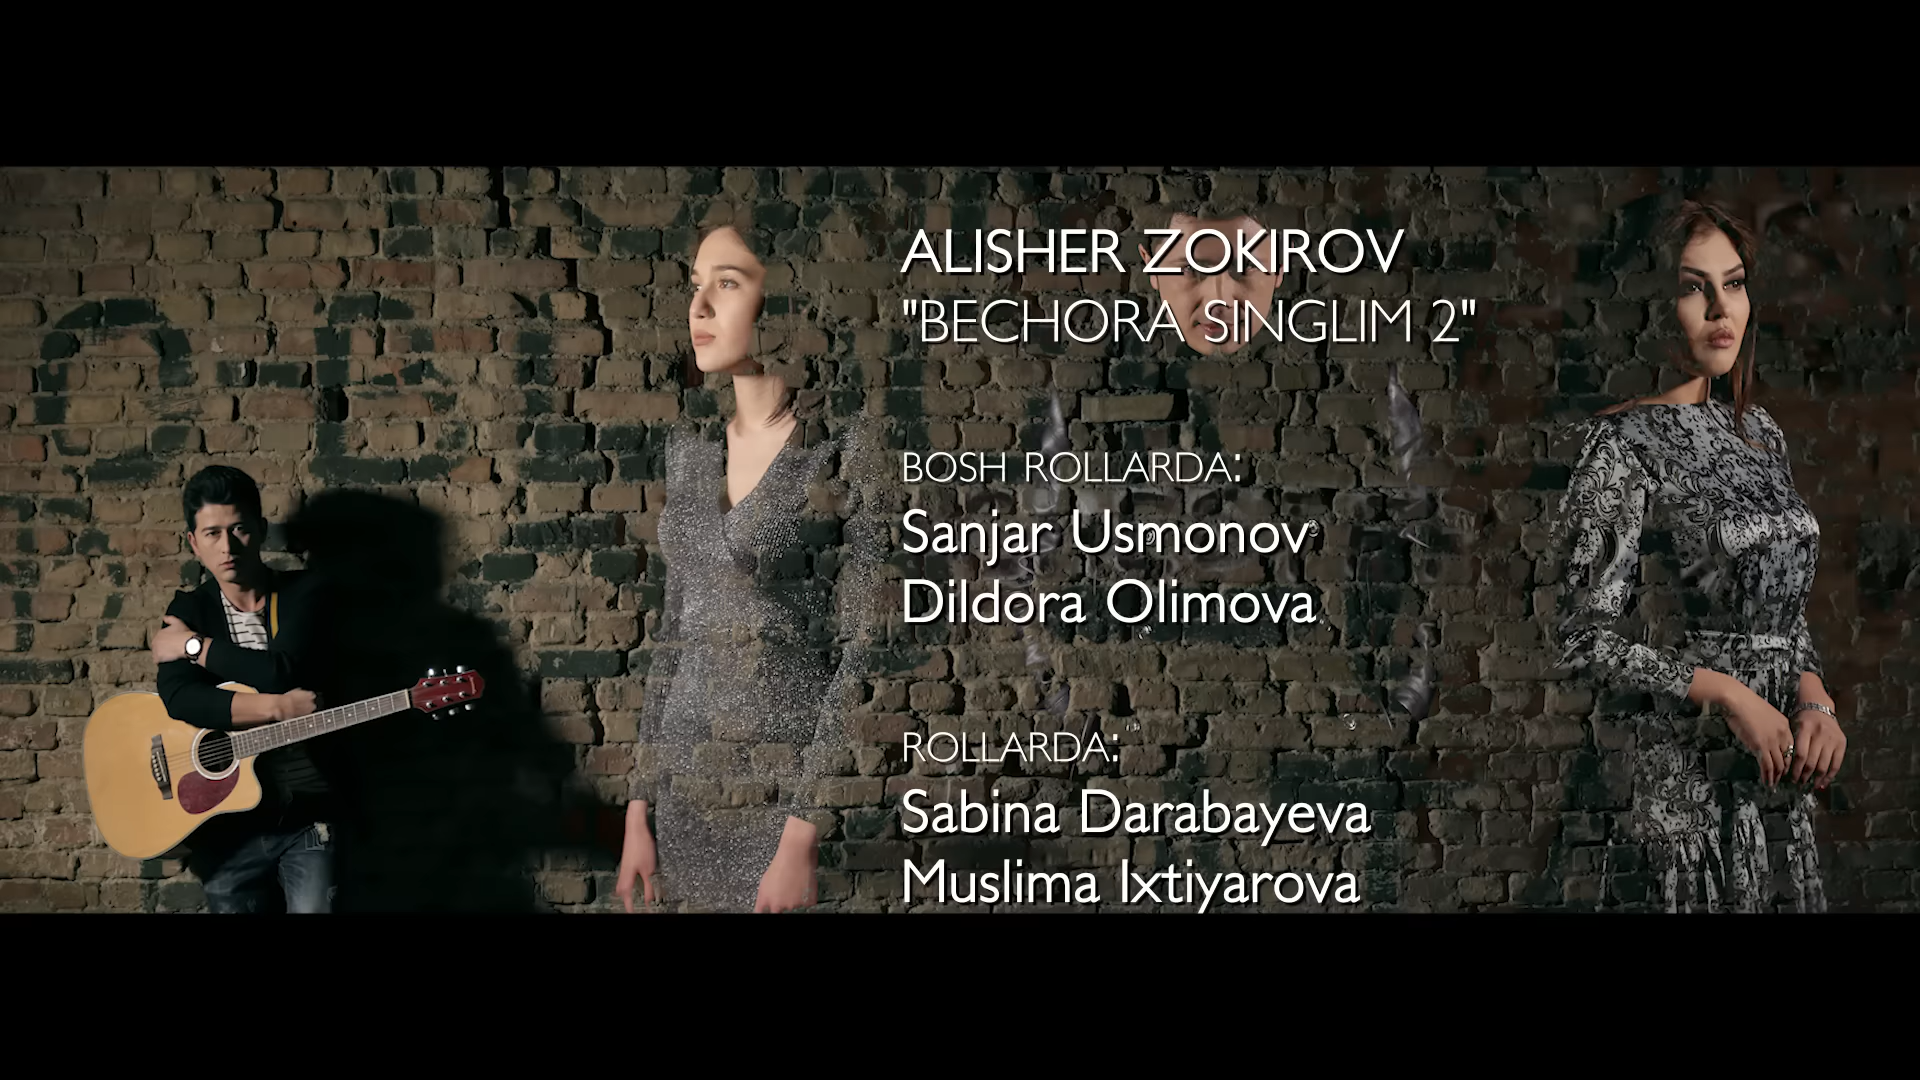 ALISHER ZOKIROV
"BECHORA SINGLIM 2"
BOSH ROLLARDA:
Sanjar Usmonov
Dildora Olimova
ROLLARDA:
Sabina Darabayeva
Muslima Ixtiyarova